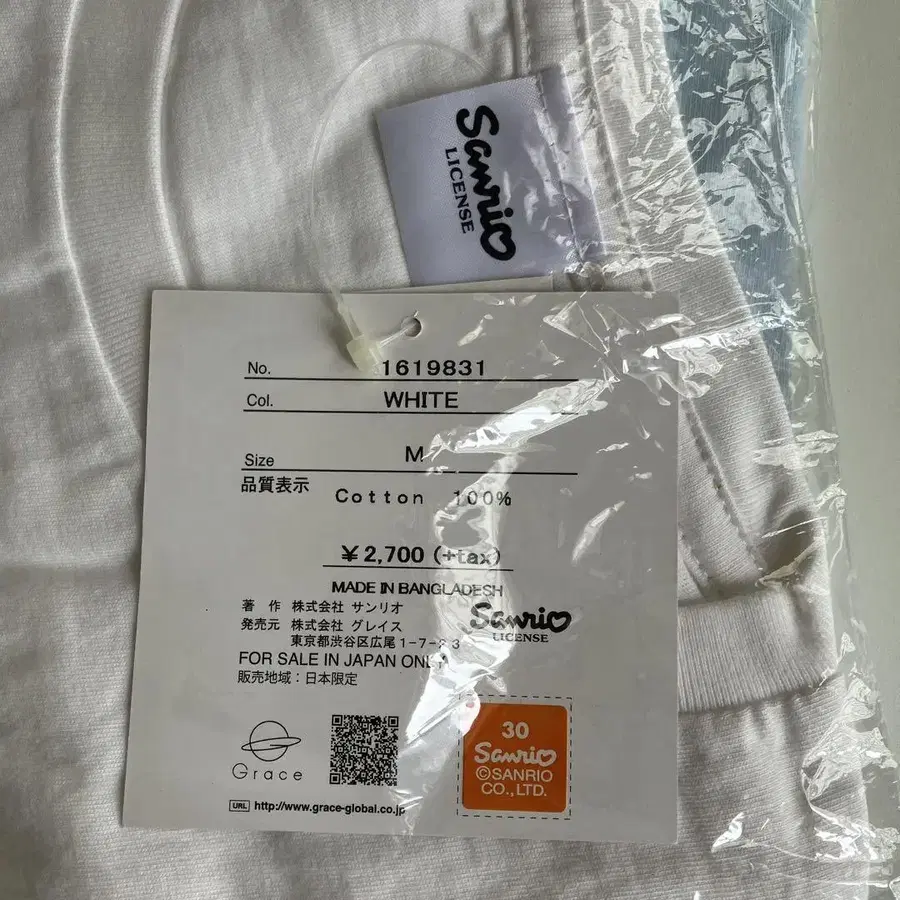 Sanrio
LICENSE
No. 1619831
Col. WHITE
Size M
品質表示 Cotton 100%
¥2,700 (+tax)
MADE IN BANGLADESH
著 作 株式会社 サンリオ
発売元 株式会社 グレイス
東京都渋谷区広尾1-7-23
Sanrio
LICENSE
FOR SALE IN JAPAN ONLY
販売地域:日本限定
Grace
30
Sanrio
©SANRIO
CO.,LTD.
URL http://www.grace-global.co.jp